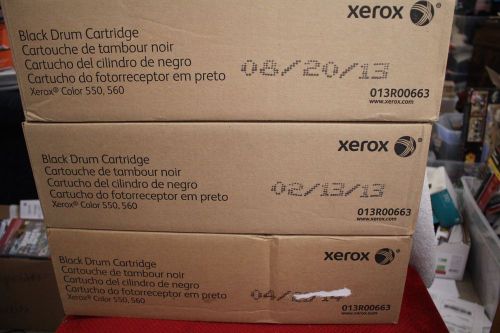 xerox
Black Drum Cartridge
Cartouche de tambour noir
Cartucho del cilindro de negro
Cartucho do fotorreceptor em preto
Xerox® Color 550, 560
08/20/13
013R00663
www.xerox.com
xerox
Black Drum Cartridge
Cartouche de tambour noir
Cartucho del cilindro de negro
Cartucho do fotorreceptor em preto
Xerox® Color 550, 560
02/13/13
013R00663
www.xerox.com
xerox
Black Drum Cartridge
Cartouche de tambour noir
Cartucho del cilindro de negro
Cartucho do fotorreceptor em preto
Xerox® Color 550, 560
013R00663
www.xerox.com